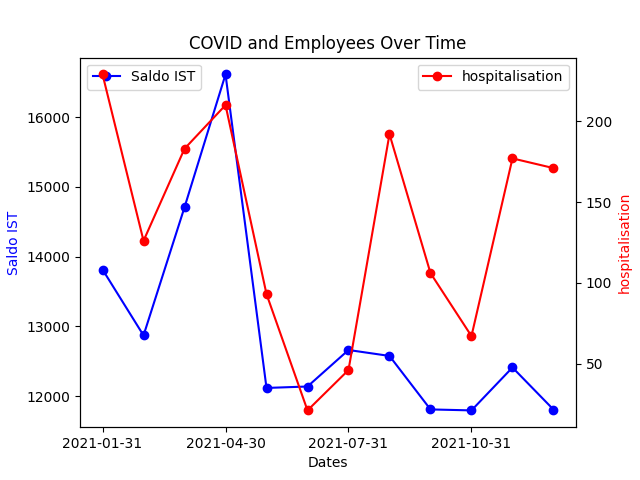 COVID and Employees Over Time
Saldo IST
hospitalisation
16000
15000
14000
13000
12000
Saldo IST
200
150
100
50
hospitalisation
2021-01-31
2021-04-30
2021-07-31
2021-10-31
Dates